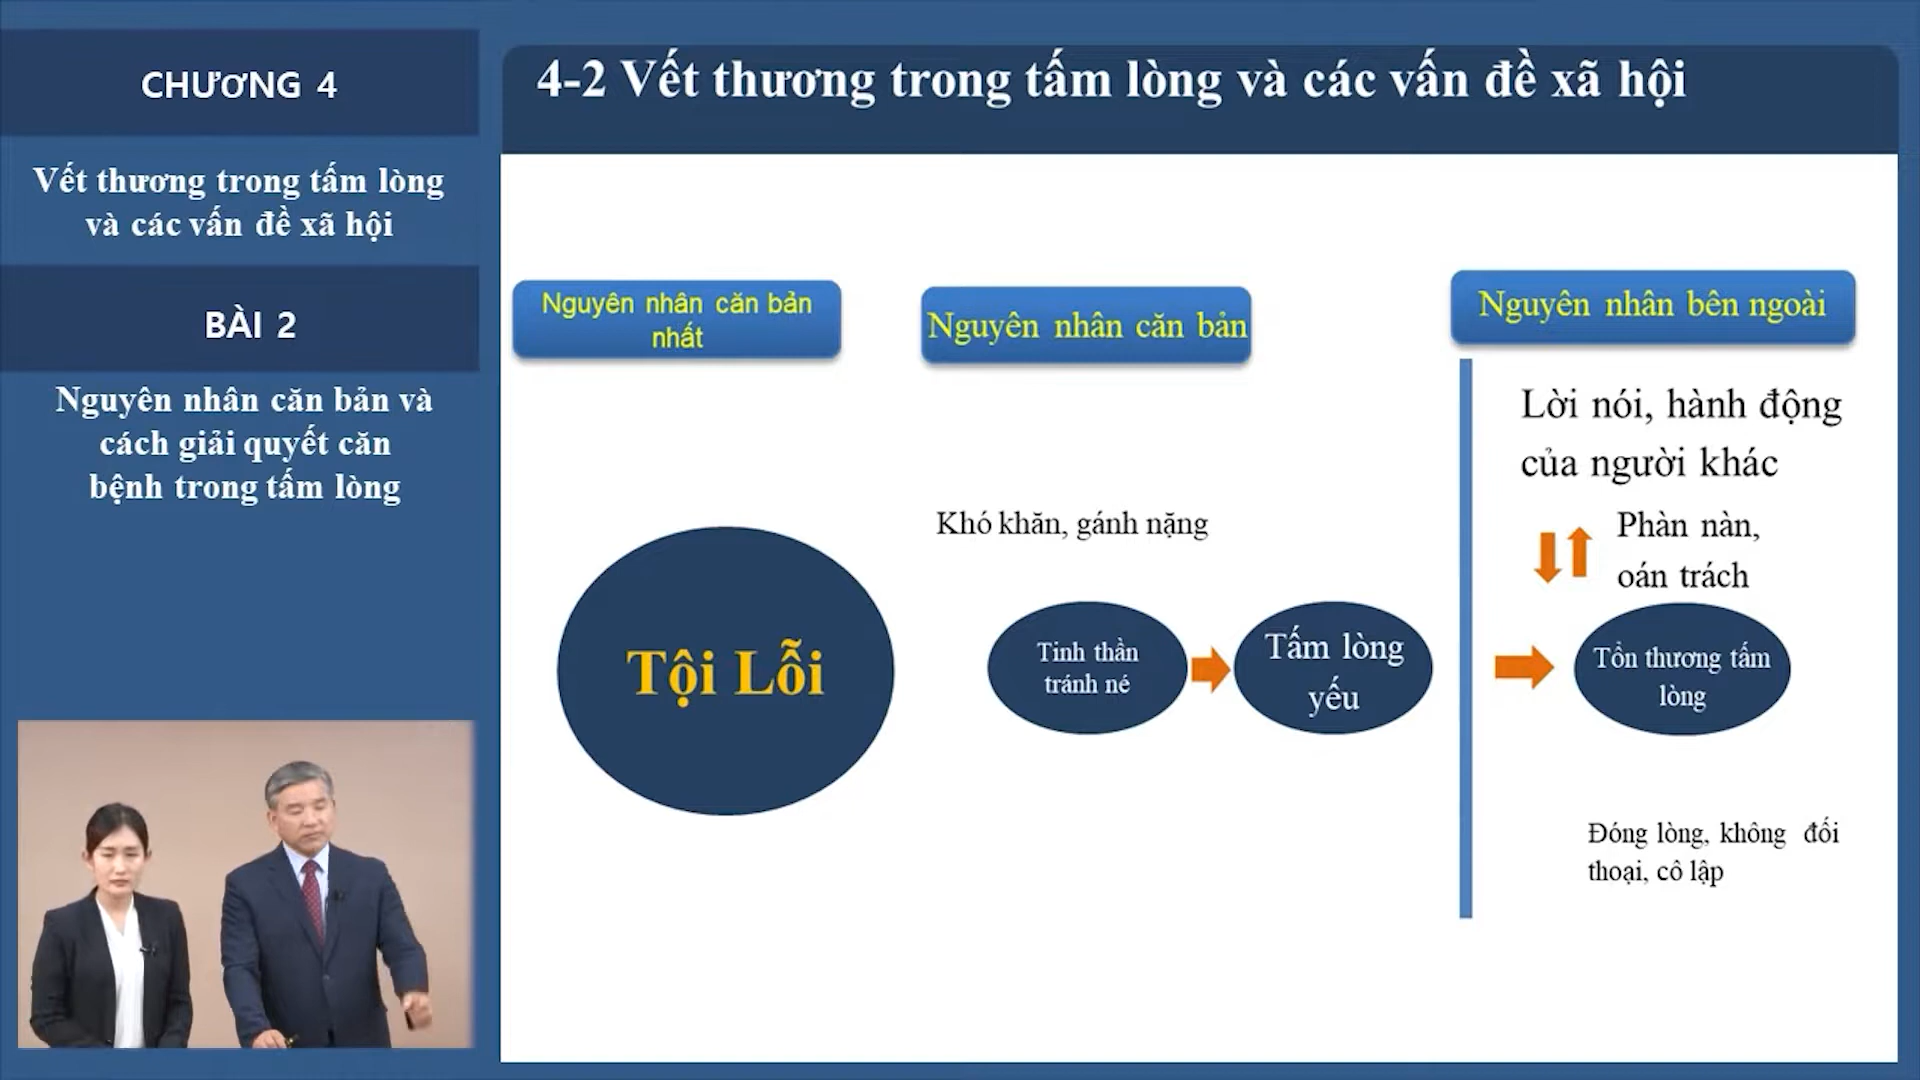 CHƯƠNG 4
Vết thương trong tấm lòng
và các vấn đề xã hội
BÀI 2
Nguyên nhân căn bản và
cách giải quyết căn
bệnh trong tấm lòng
4-2 Vết thương trong tấm lòng và các vấn đề xã hội
Nguyên nhân căn bản
nhất
Nguyên nhân căn bản
Nguyên nhân bên ngoài
Lời nói, hành động
của người khác
Khó khăn, gánh nặng
Phàn nàn,
oán trách
Tội Lỗi
Tinh thần
tránh né
Tấm lòng
yếu
Tổn thương tấm
lòng
Đóng lòng, không đối
thoại, cô lập